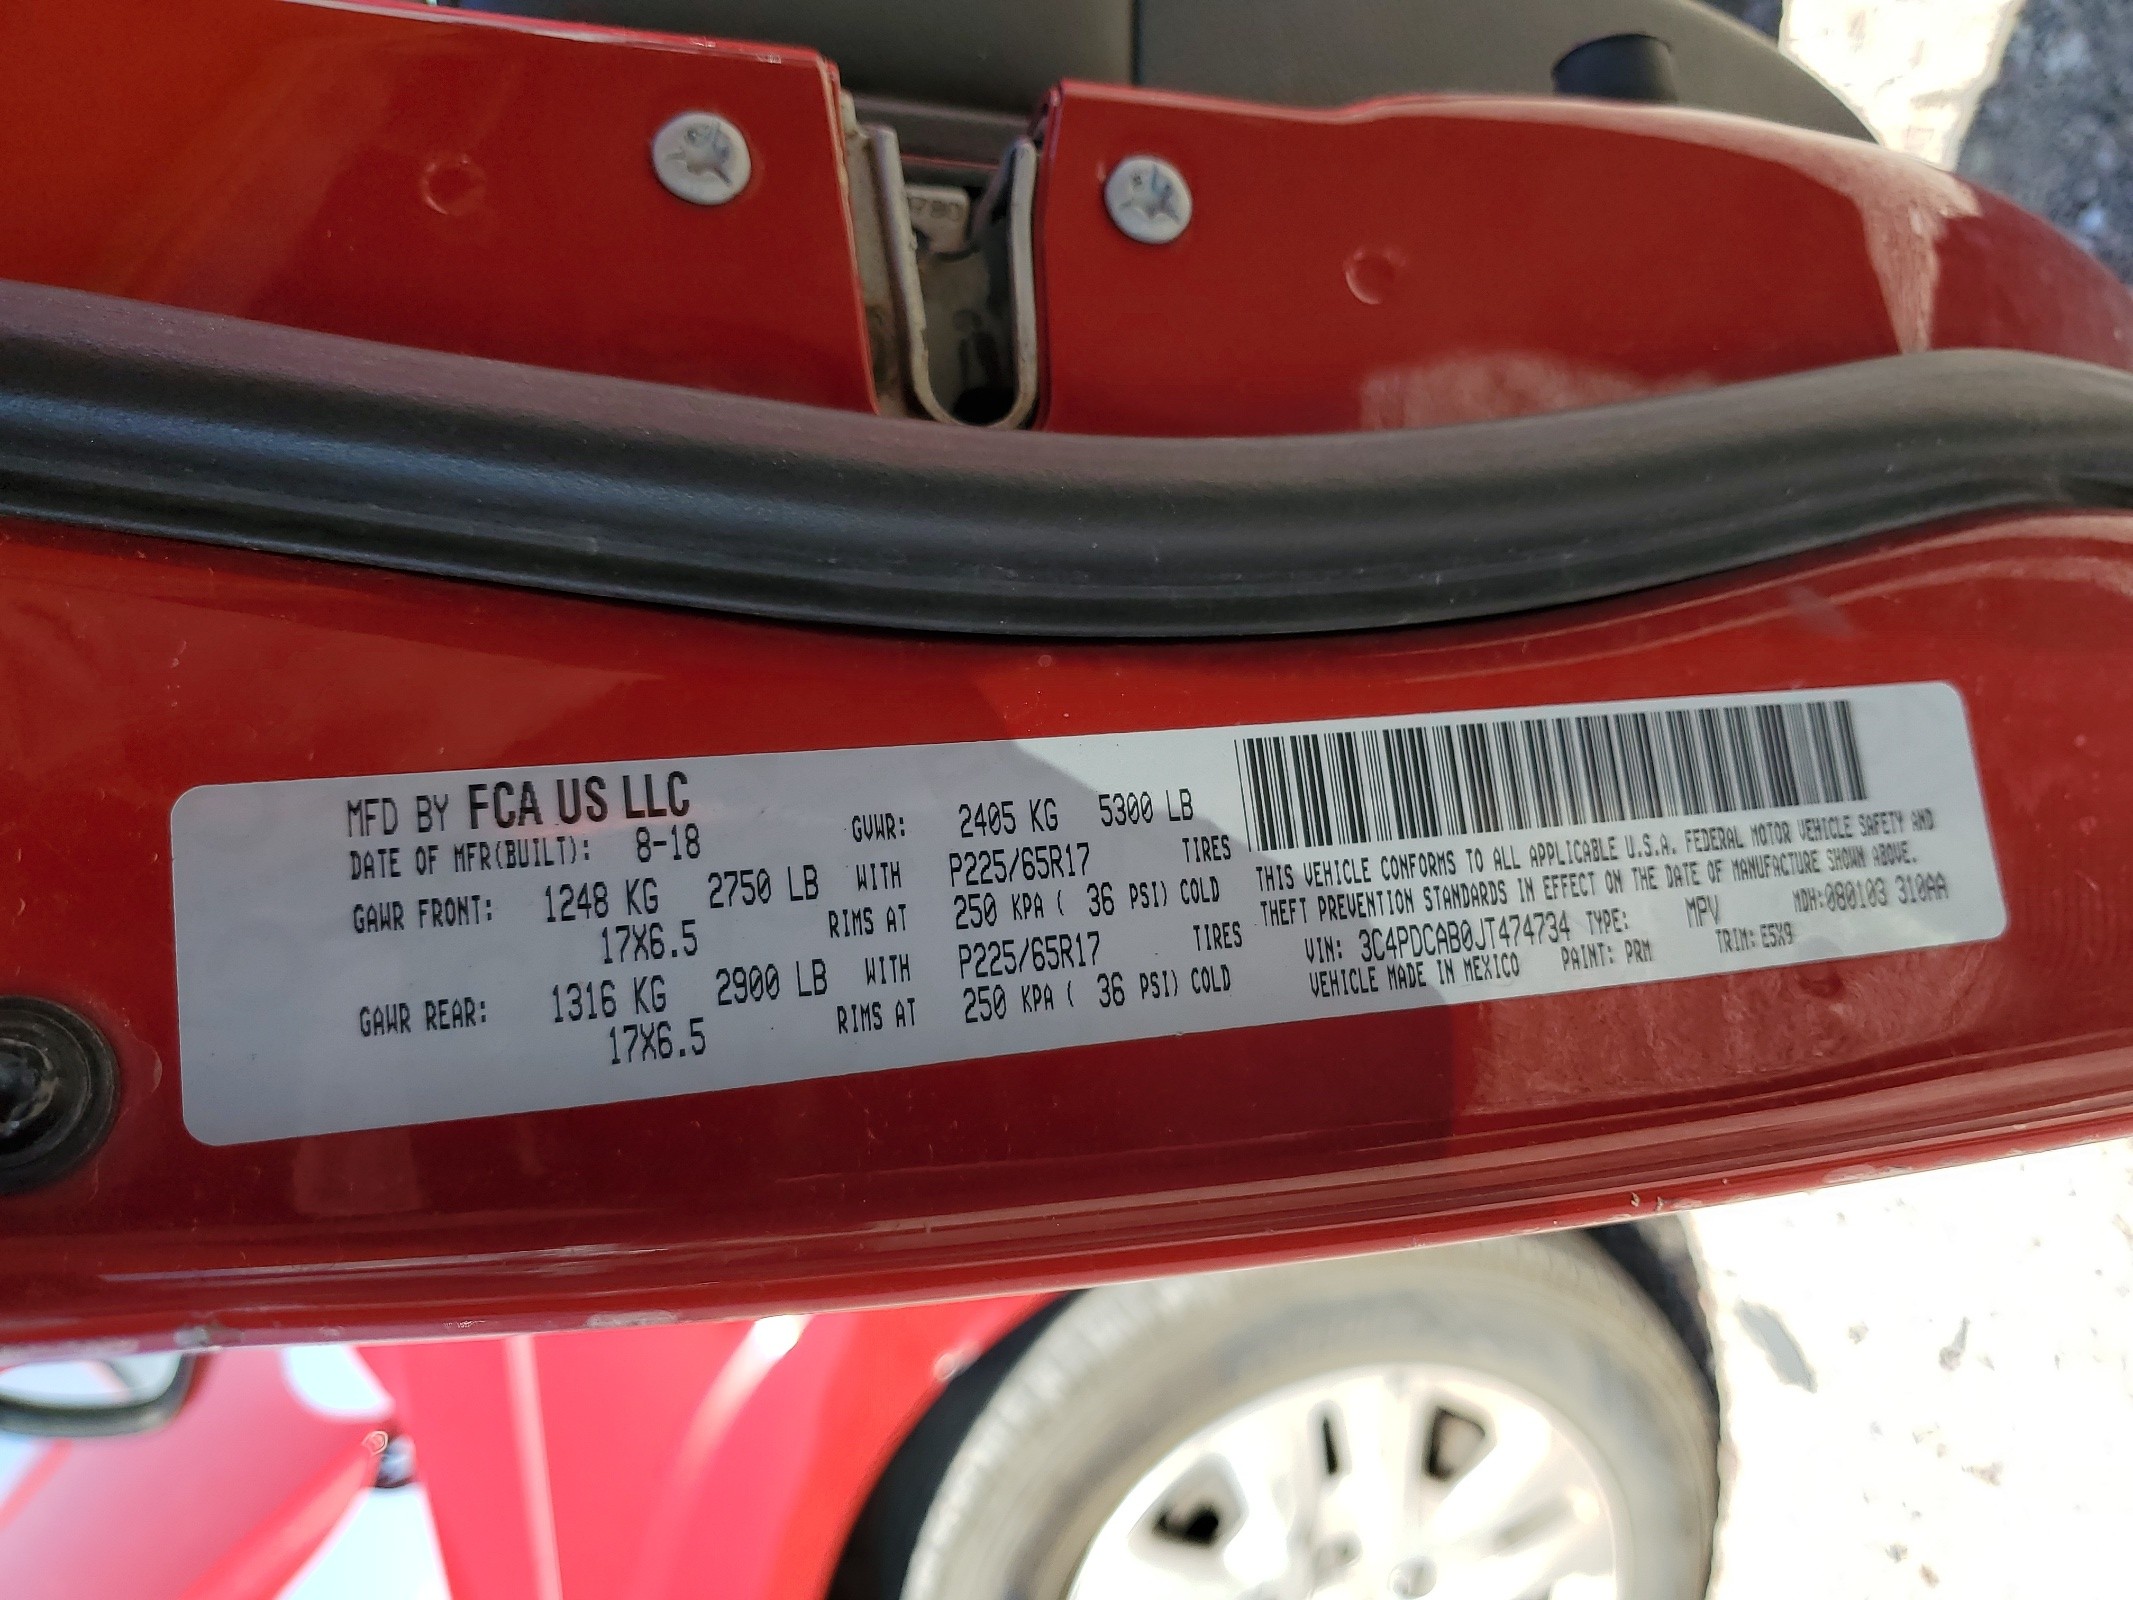 MFD BY FCA US LLC
DATE OF MFR(BUILT): 8-18 GVWR: 2405 KG 5300 LB
GAWR FRONT: 1248 KG 2750 LB WITH P225/65R17 TIRES
17X6.5 RIMS AT 250 KPA ( 36 PSI) COLD
GAWR REAR: 1316 KG 2900 LB WITH P225/65R17 TIRES
17X6.5 RIMS AT 250 KPA ( 36 PSI) COLD
THIS VEHICLE CONFORMS TO ALL APPLICABLE U.S.A. FEDERAL MOTOR VEHICLE SAFETY AND
THEFT PREVENTION STANDARDS IN EFFECT ON THE DATE OF MANUFACTURE SHOWN ABOVE.
VIN: 3C4PDCAB0JT474734 TYPE: MPV MDH:080103 310AA
VEHICLE MADE IN MEXICO PAINT: PRM TRIM: E5X9